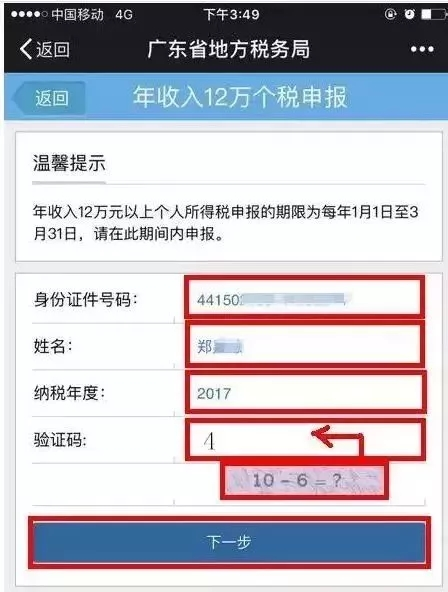 中国移动 4G 下午3:49
返回 广东省地方税务局
返回 年收入12万个税申报
温馨提示
年收入12万元以上个人所得税申报的期限为每年1月1日至3
月31日，请在此期间内申报。
身份证件号码: 441502
姓名: 郑
纳税年度: 2017
验证码: 4
10 - 6 = ?
下一步